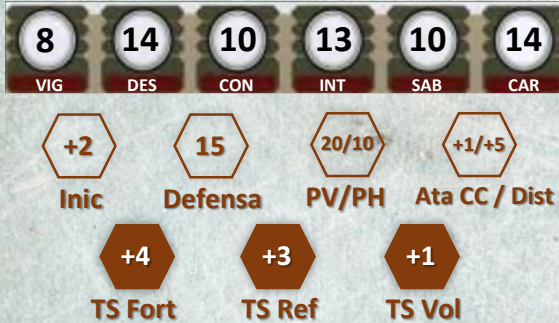 8 14 10 13 10 14
VIG DES CON INT SAB CAR
+2 15 20/10 +1/+5
Inic Defensa PV/PH Ata CC / Dist
+4 +3 +1
TS Fort TS Ref TS Vol